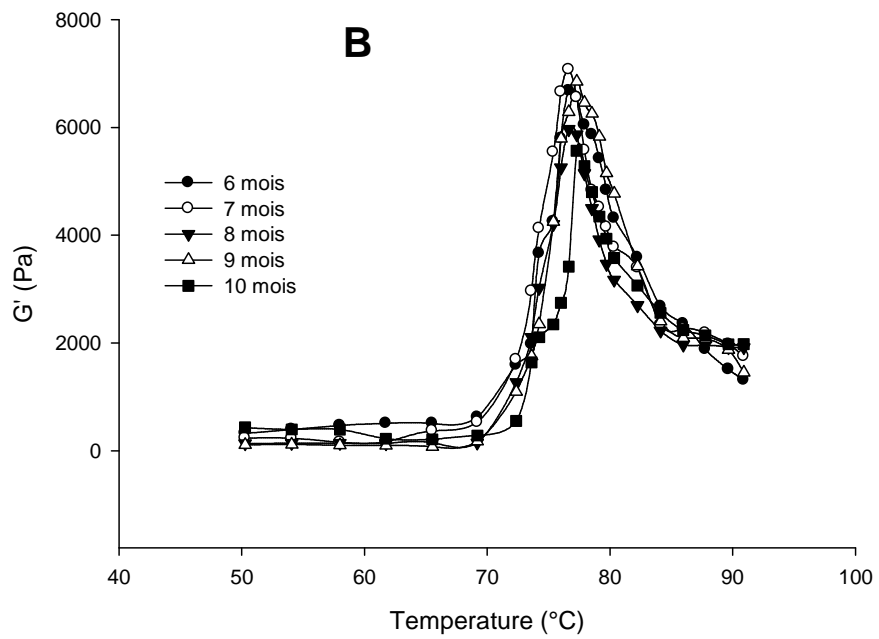 B
8000
6000
4000
2000
0
G' (Pa)
6 mois
7 mois
8 mois
9 mois
10 mois
40 50 60 70 80 90 100
Temperature (°C)